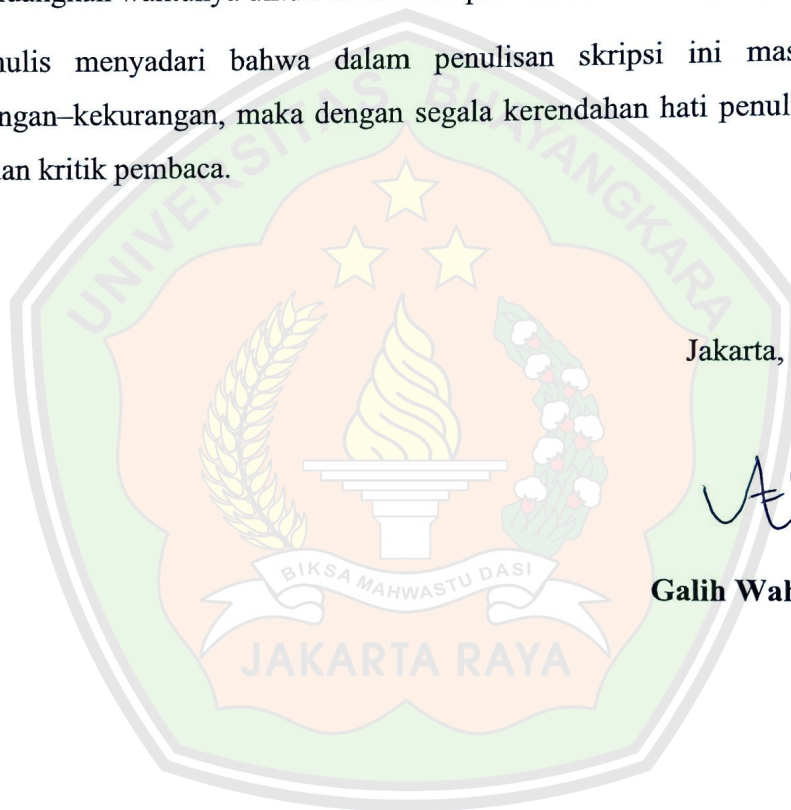 nulis menyadari bahwa dalam penulisan skripsi ini mas
ngan–kekurangan, maka dengan segala kerendahan hati penuli
an kritik pembaca.
UNIVERSITAS BHAYANGKARA
Jakarta,
Galih Wah
BIKSA MAHWASTU DASI
JAKARTA RAYA